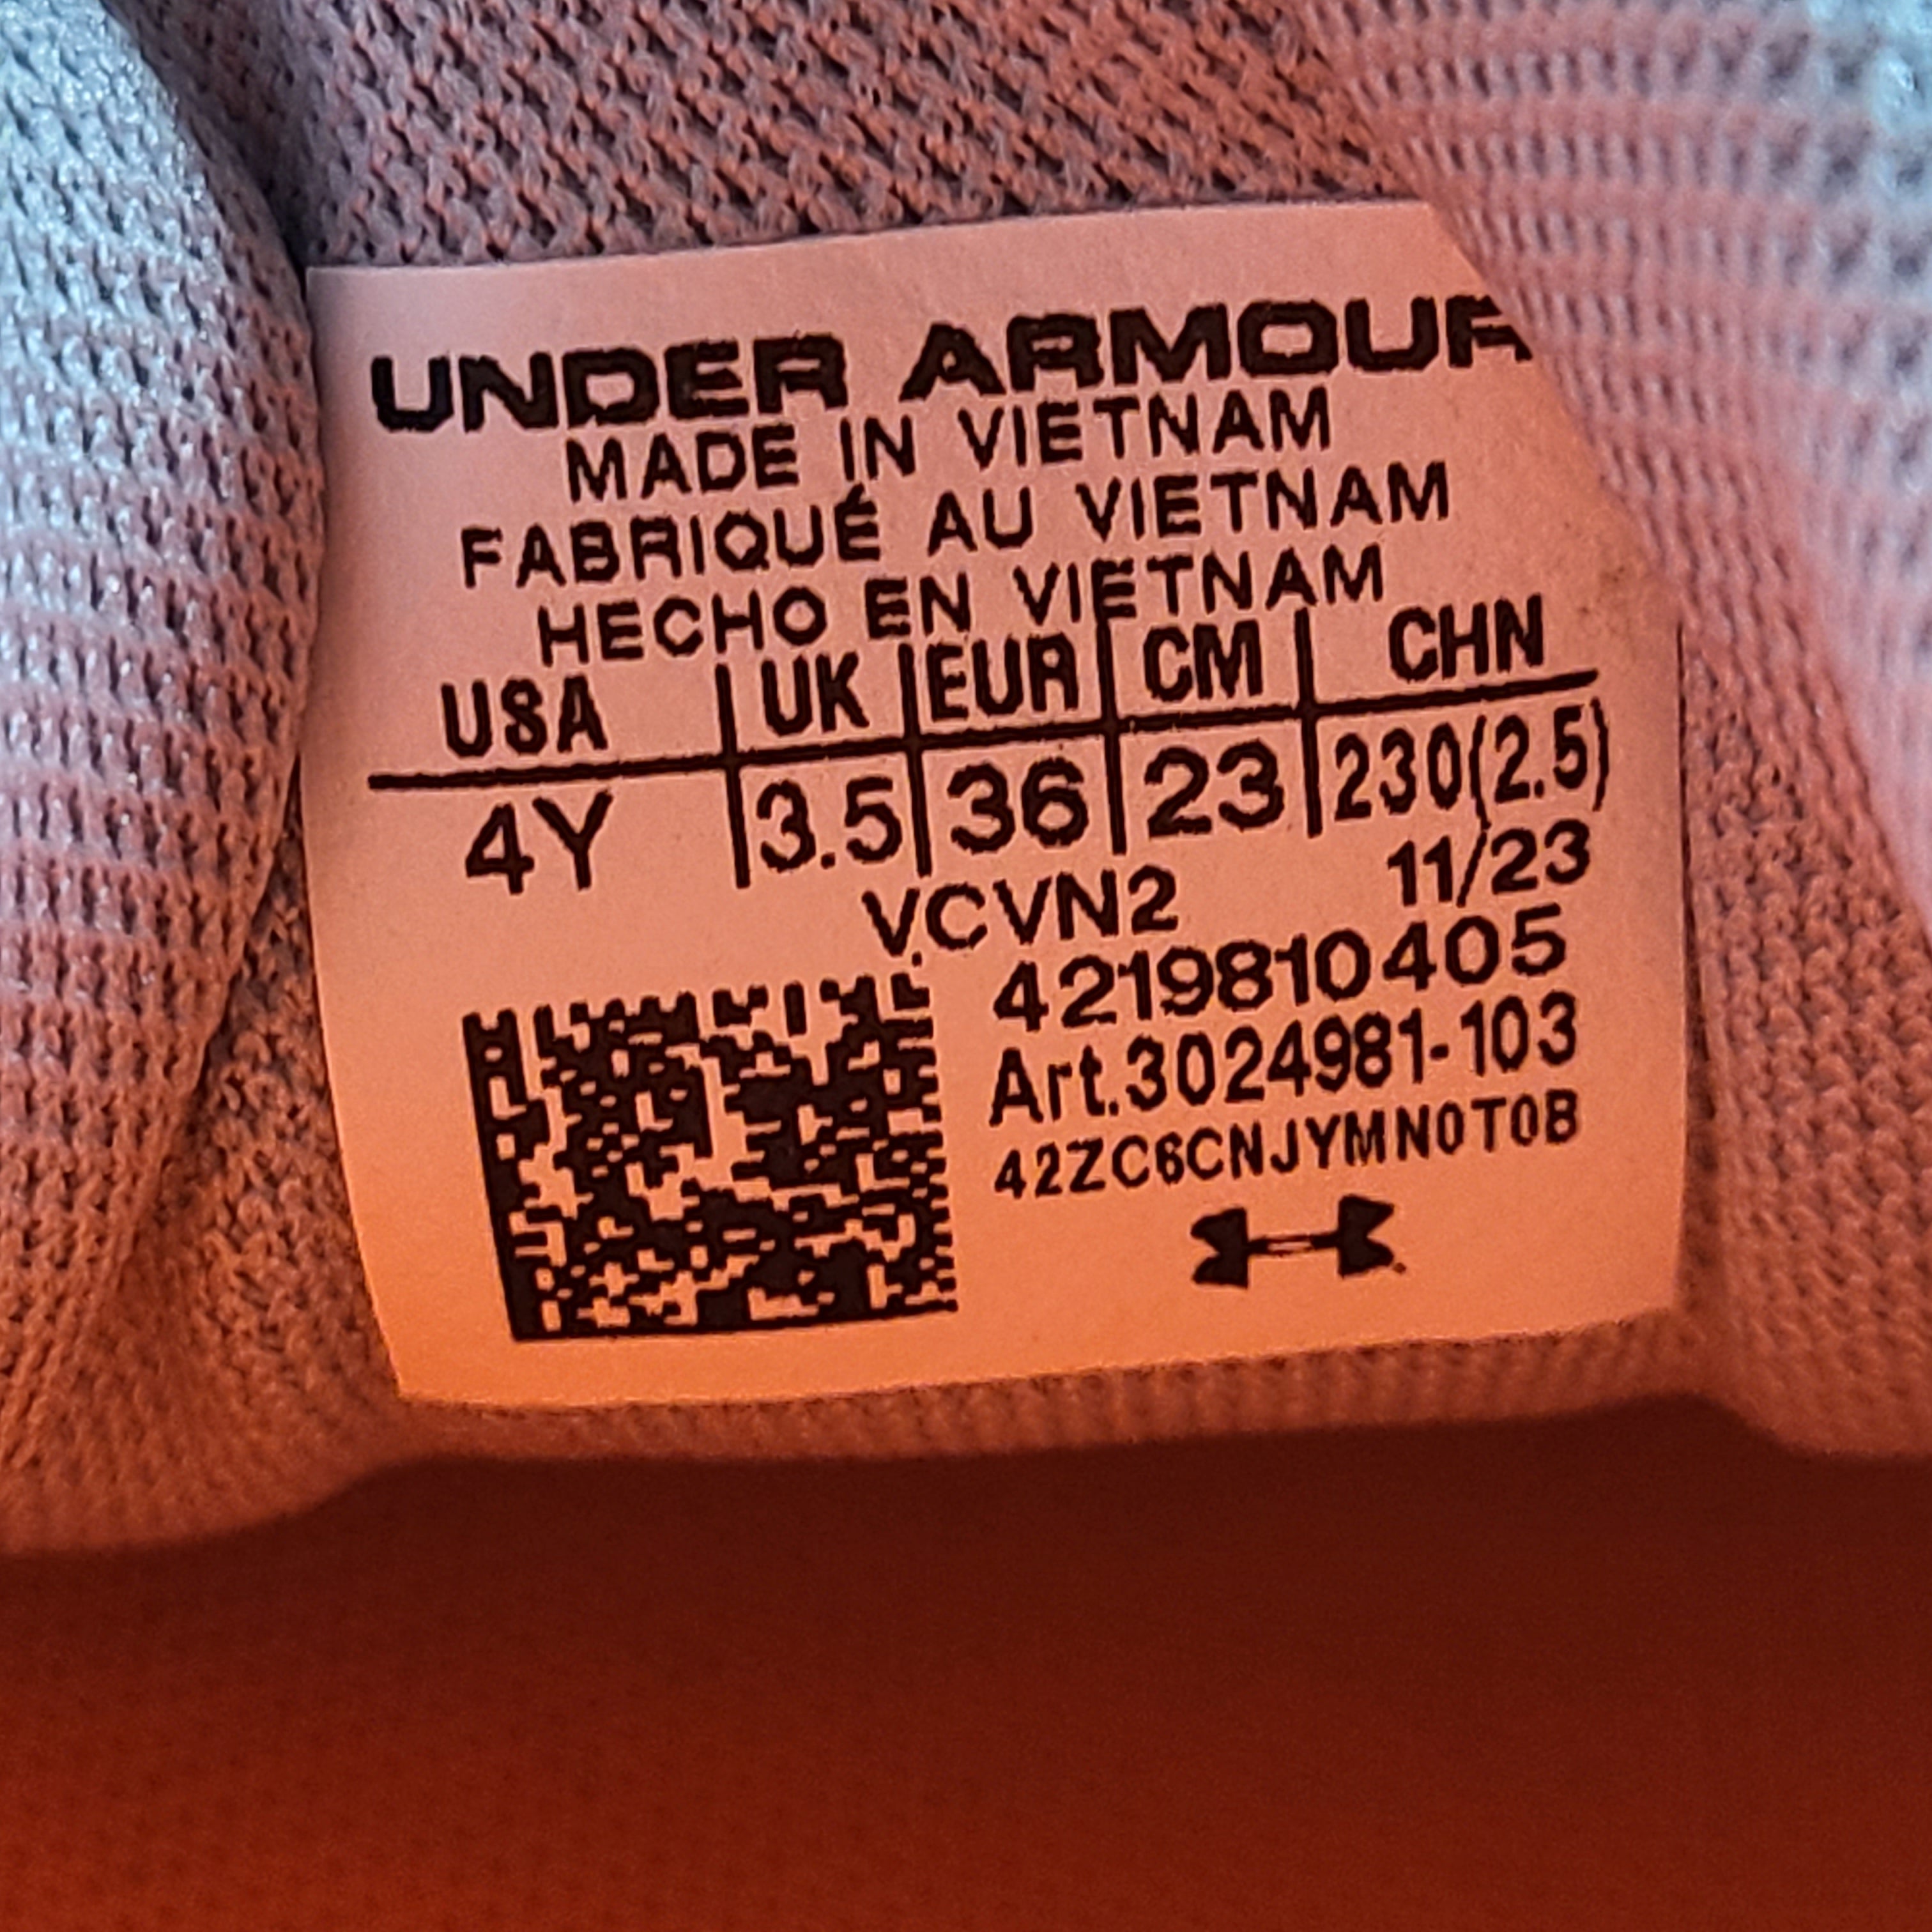 UNDER ARMOUR
MADE IN VIETNAM
FABRIQUÉ AU VIETNAM
HECHO EN VIETNAM
USA UK EUR CM CHN
4Y 3.5 36 23 230(2.5)
VCVN2 11/23
4219810405
Art.3024981-103
42ZC6CNJYMN0T0B